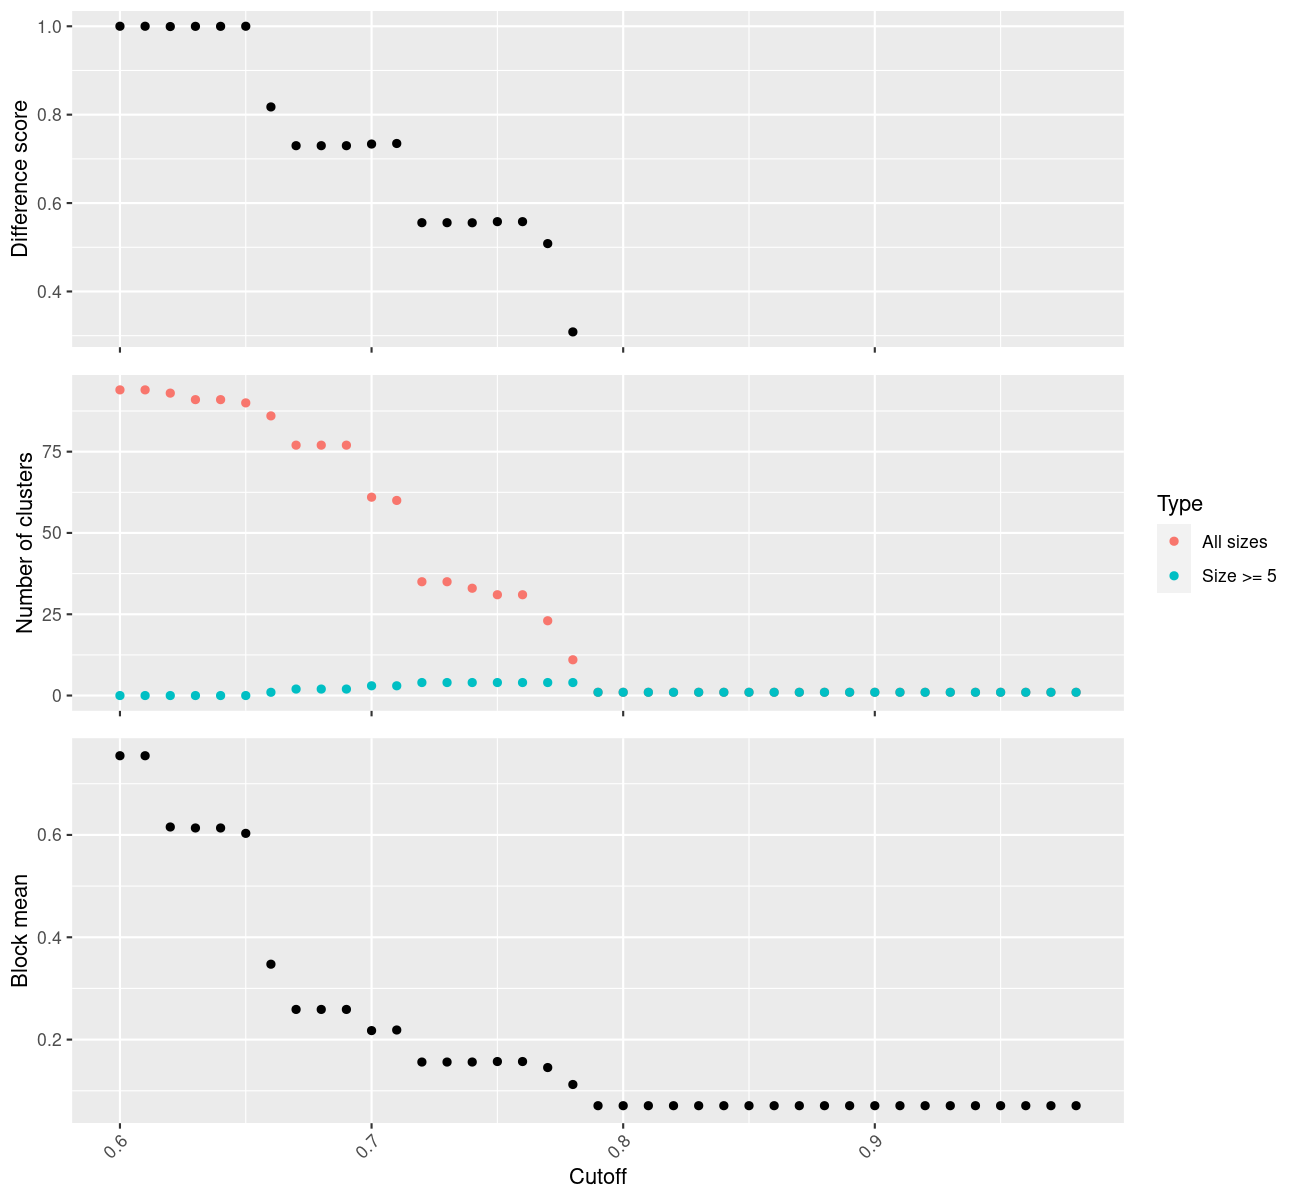 Difference score
1.0
0.8
0.6
0.4
Number of clusters
75
50
25
0
Type
All sizes
Size >= 5
Block mean
0.6
0.4
0.2
0.6
0.7
0.8
0.9
Cutoff